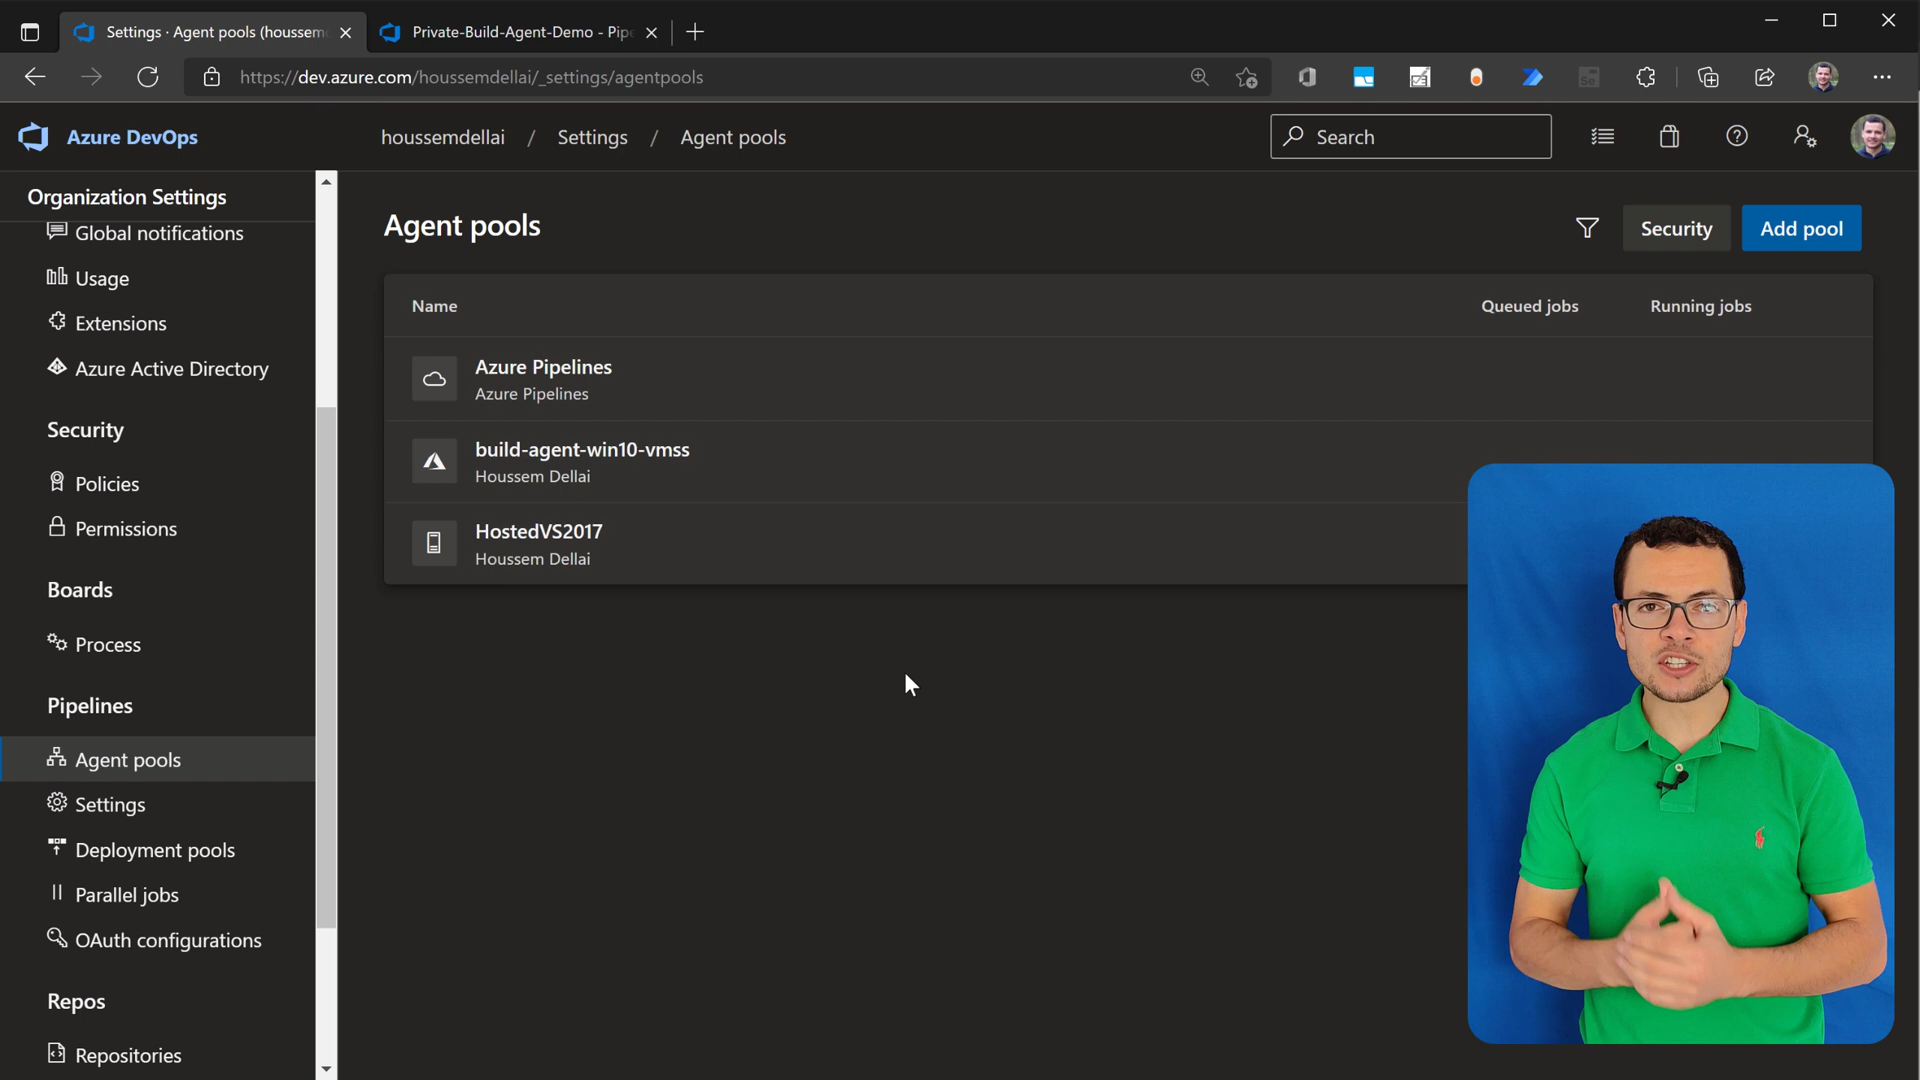 Settings · Agent pools (houssem
Private-Build-Agent-Demo - Pip
https://dev.azure.com/houssemdellai/_settings/agentpools
Azure DevOps
houssemdellai / Settings / Agent pools
Search
Organization Settings
Global notifications
Usage
Extensions
Azure Active Directory
Security
Policies
Permissions
Boards
Process
Pipelines
Agent pools
Settings
Deployment pools
Parallel jobs
OAuth configurations
Repos
Repositories
Agent pools
Security
Add pool
Name
Queued jobs
Running jobs
Azure Pipelines
Azure Pipelines
build-agent-win10-vmss
Houssem Dellai
HostedVS2017
Houssem Dellai